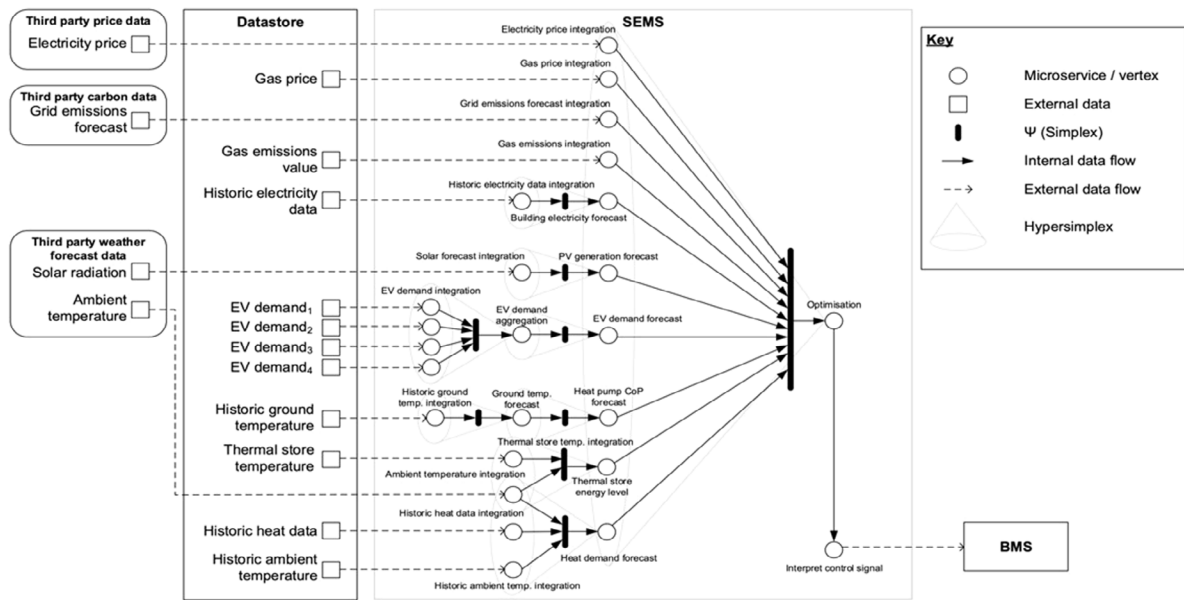 Third party price data
Electricity price
Third party carbon data
Grid emissions
forecast
Third party weather
forecast data
Solar radiation
Ambient
temperature
Datastore
Gas price
Gas emissions
value
Historic electricity
data
EV demand₁
EV demand₂
EV demand₃
EV demand₄
Historic ground
temperature
Thermal store
temperature
Historic heat data
Historic ambient
temperature
SEMS
Electricity price integration
Gas price integration
Grid emissions forecast integration
Gas emissions integration
Historic electricity data integration
Building electricity forecast
Solar forecast integration
PV generation forecast
EV demand integration
EV demand
aggregation
EV demand forecast
Historic ground
temp. integration
Ground temp.
forecast
Heat pump CoP
forecast
Thermal store temp. integration
Ambient temperature integration
Thermal store
energy level
Historic heat data integration
Heat demand forecast
Historic ambient temp. integration
Optimisation
Interpret control signal
BMS
Key
Microservice / vertex
External data
Ψ (Simplex)
Internal data flow
External data flow
Hypersimplex